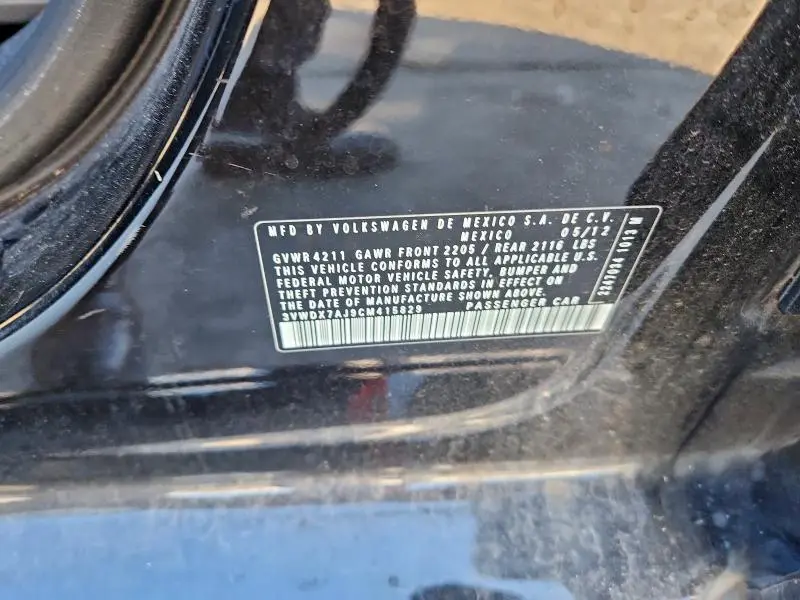 MFD BY VOLKSWAGEN DE MEXICO S.A. DE C.V.
MEXICO 05/12
GVWR 4211 GAWR FRONT 2205 / REAR 2116 LBS
THIS VEHICLE CONFORMS TO ALL APPLICABLE U.S.
FEDERAL MOTOR VEHICLE SAFETY, BUMPER AND
THEFT PREVENTION STANDARDS IN EFFECT ON
THE DATE OF MANUFACTURE SHOWN ABOVE.
3VWDX7AJ9CM415829 PASSENGER CAR
1013 M